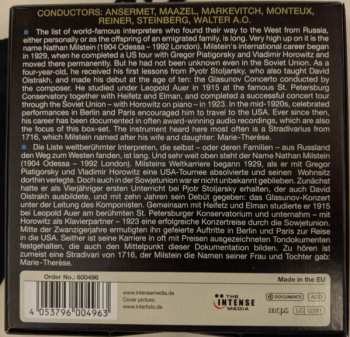 CONDUCTORS: ANSERMET, MAAZEL, MARKEVITCH, MONTEUX,
REINER, STEINBERG, WALTER A.O.
The list of world-famous interpreters who found their way to the West from Russia,
either personally or as the offspring of an emigrated family, is long. Very high up on it is the
name Nathan Milstein (1904 Odessa – 1992 London). Milstein's international career began
in 1929, when he completed a US tour with Gregor Piatigorsky and Vladimir Horowitz and
moved there permanently. But he had not been unknown even in the Soviet Union. As a
four-year-old, he received his first lessons from Pyotr Stoljarsky, who also taught David
Oistrakh, and made his debut at the age of ten: the Glasunov Concerto conducted by
the composer. He studied under Leopold Auer in 1915 at the famous St. Petersburg
Conservatory together with Heifetz and Elman, and completed a successful concert tour
through the Soviet Union – with Horowitz on piano – in 1923. In the mid-1920s, celebrated
performances in Berlin and Paris encouraged him to travel to the USA. Ever since then,
his career has been documented in often award-winning recordings, which are also the
focus of this box-set. The instrument heard here most often is a Stradivarius from
1716, which Milstein named after his wife and daughter: Marie-Thèrèse.
Die Liste weltberühmter Interpreten, die selbst – oder deren Familien – aus Russland
den Weg zum Westen fanden, ist lang. Und sehr weit oben steht der Name Nathan Milstein
(1904 Odessa – 1992 London). Milsteins Weltkarriere begann 1929, als er mit Gregor
Piatigorsky und Vladimir Horowitz eine USA-Tournee absolvierte und seinen Wohnsitz
dorthin verlegte. Doch auch in der Sowjetunion war er nicht unbekannt geblieben. Zunächst
hatte er als Vierjähriger ersten Unterricht bei Pjotr Stoljarsky erhalten, der auch David
Oistrakh ausbildete, und mit zehn Jahren sein Debüt gegeben: das Glasunov-Konzert
unter der Leitung des Komponisten. Gemeinsam mit Heifetz und Elman studierte er 1915
bei Leopold Auer am berühmten St. Petersburger Konservatorium und unternahm – mit
Horowitz als Klavierpartner – 1923 eine erfolgreiche Konzertreise durch die Sowjetunion.
Mitte der Zwanzigerjahre ermutigten ihn gefeierte Auftritte in Berlin und Paris zur Reise
in die USA. Seither ist seine Karriere in oft mit Preisen ausgezeichneten Tondokumenten
festgehalten, die auch den Mittelpunkt dieser Dokumentation bilden. Zu hören ist
zumeist eine Stradivari von 1716, der Milstein die Namen seiner Frau und Tochter gab:
Marie-Thèrèse.
Order No.: 600496
Made in the EU
4 053796 004963
www.intensemedia.de
Cover picture:
www.interfoto.de
THE
INTENSE
MEDIA
DOCUMENTS
ADD
mcps